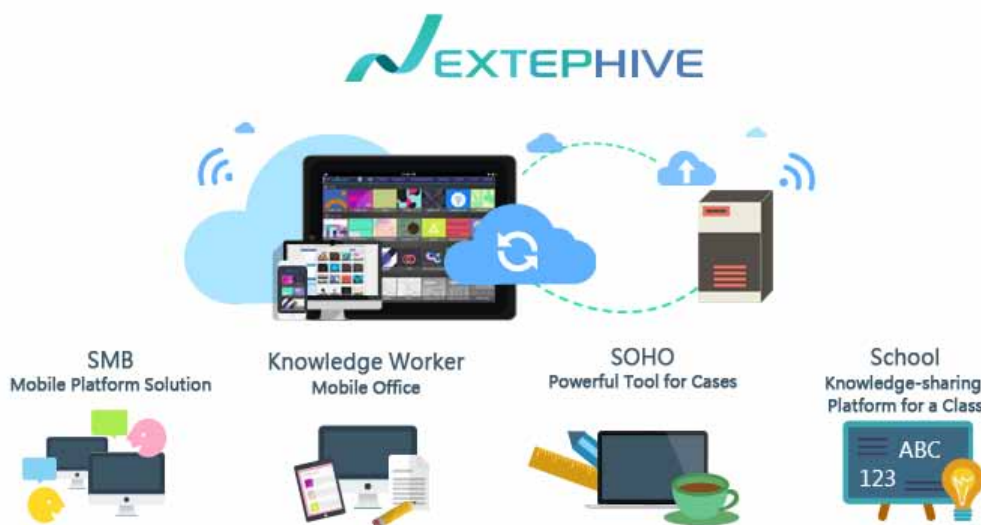 NEXTEPHIVE
SMB
Mobile Platform Solution
Knowledge Worker
Mobile Office
SOHO
Powerful Tool for Cases
School
Knowledge-sharing
Platform for a Class
ABC
123